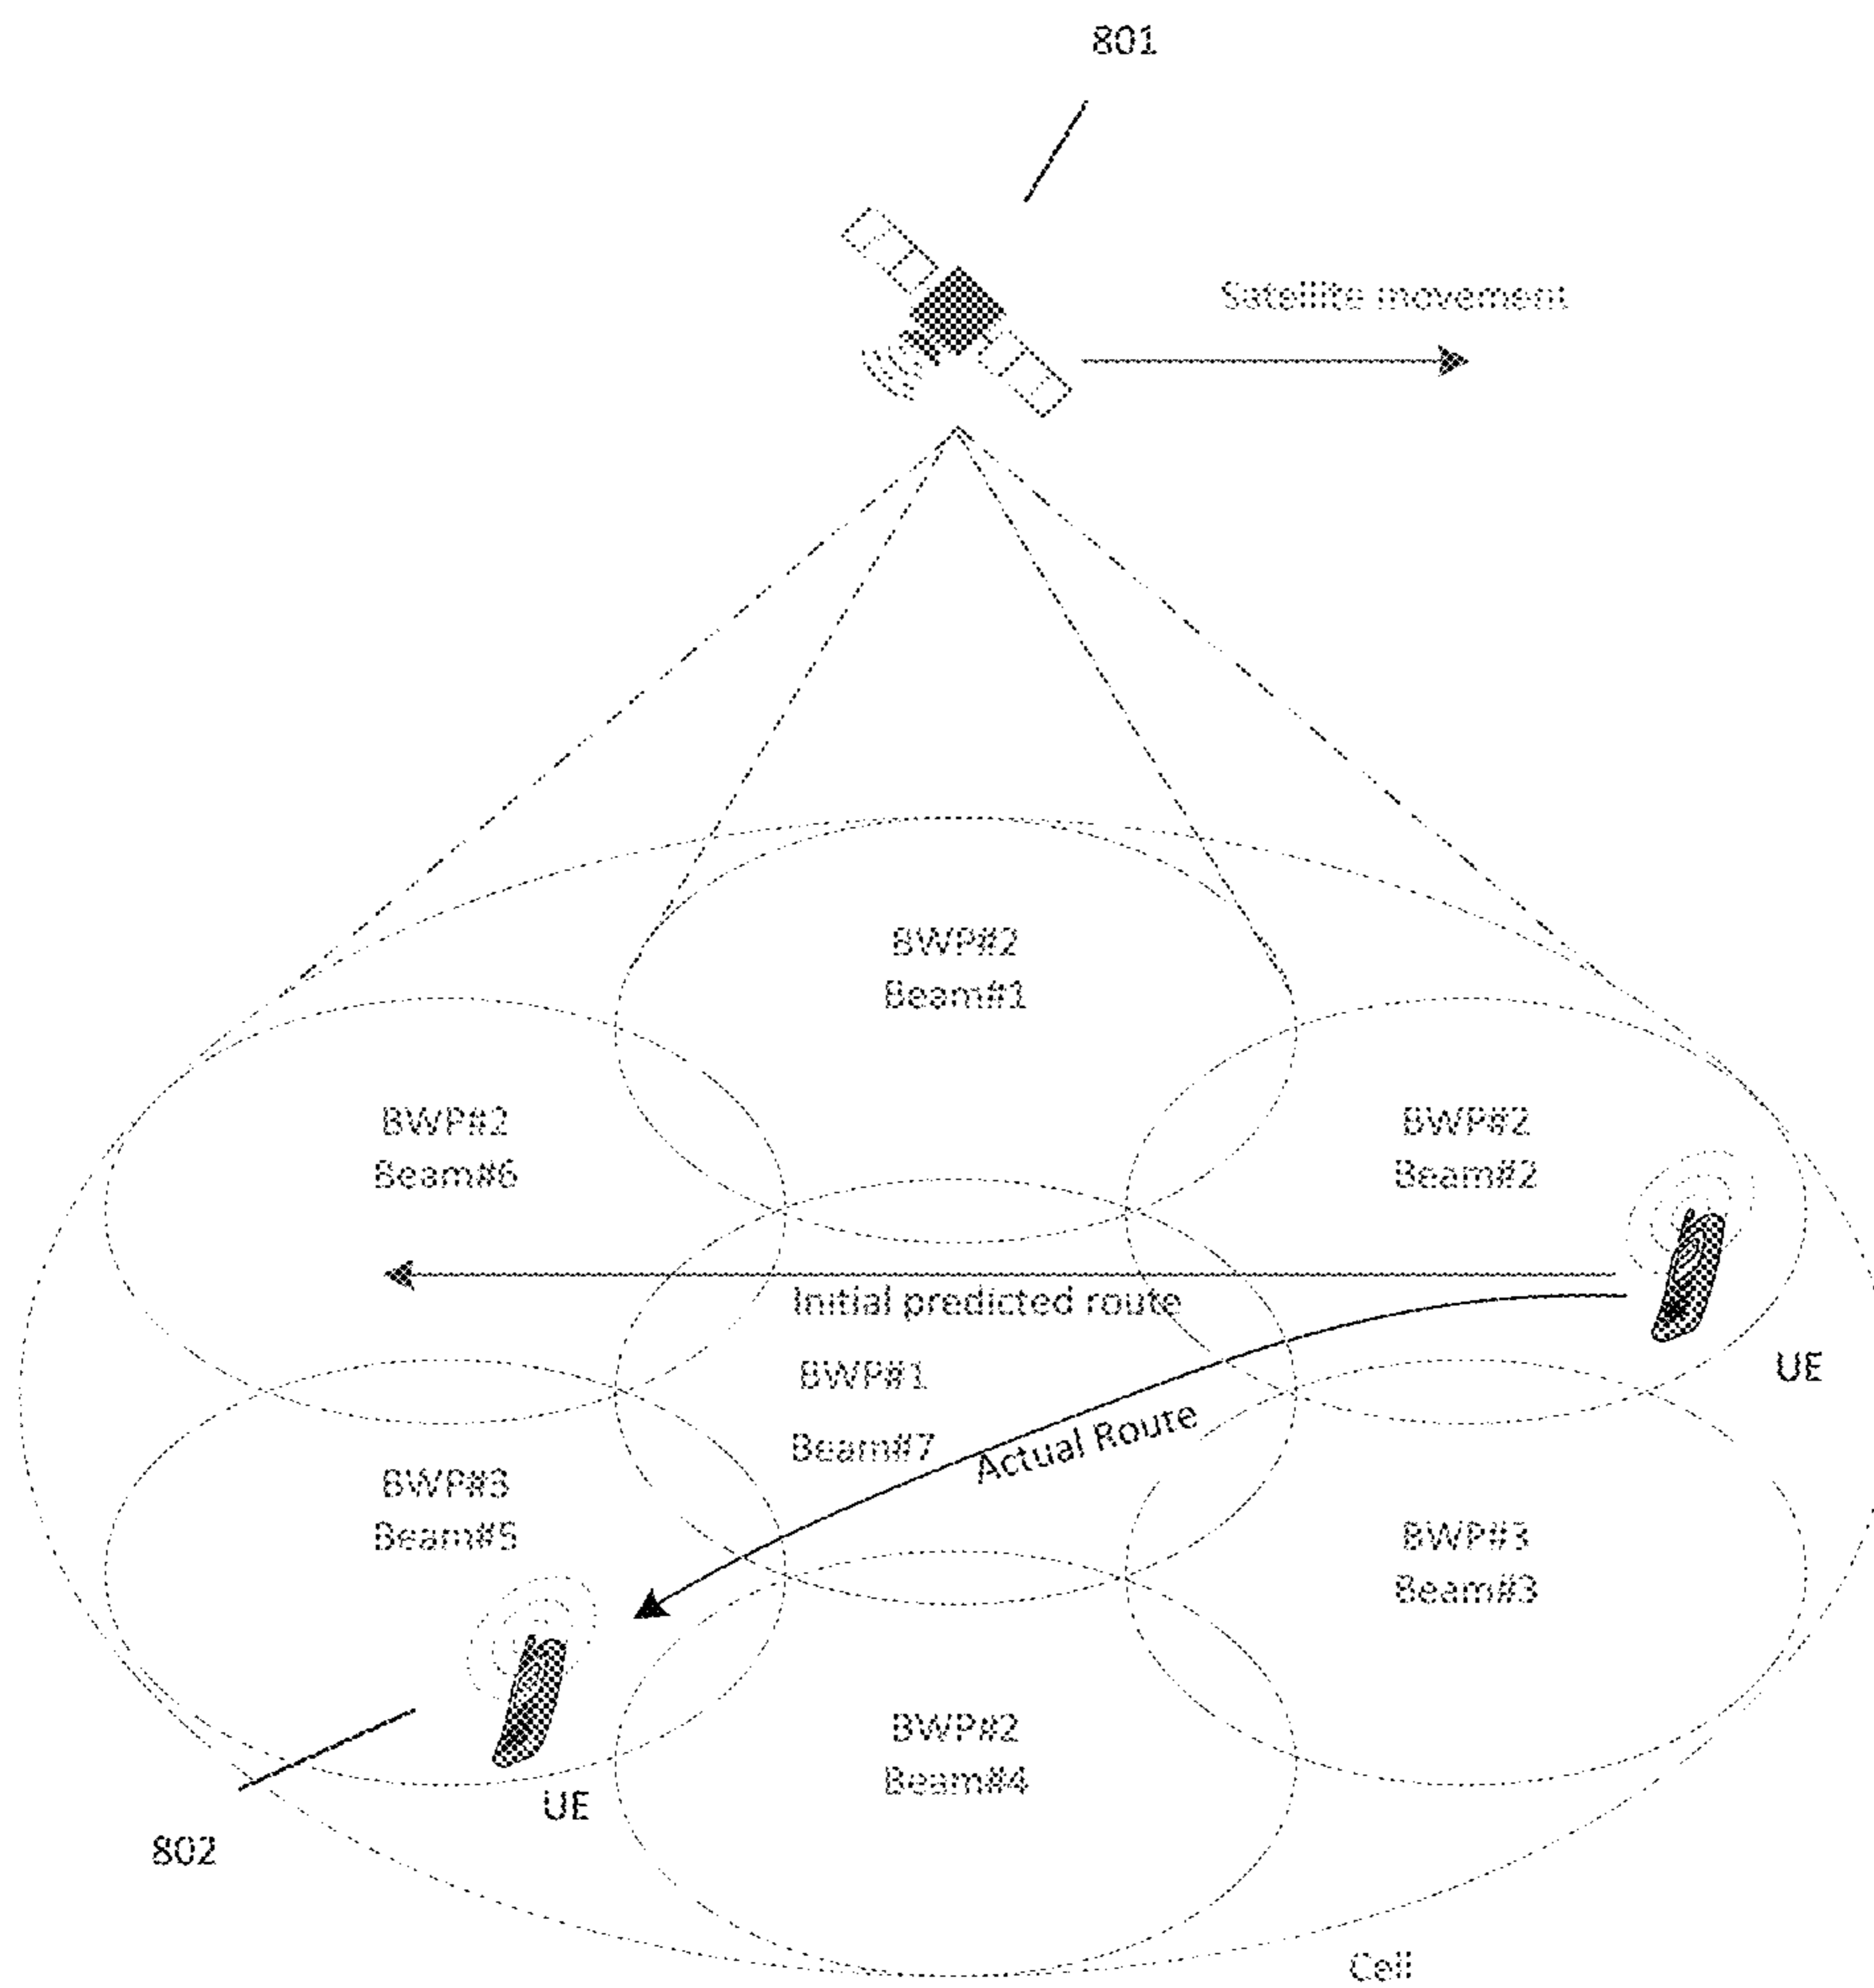 801
Satellite movement
BWP#2
Beam#1
BWP#2
Beam#6
BWP#2
Beam#2
Initial predicted route
UE
BWP#1
Beam#7
Actual Route
BWP#3
Beam#5
BWP#3
Beam#3
BWP#2
Beam#4
UE
802
Cell